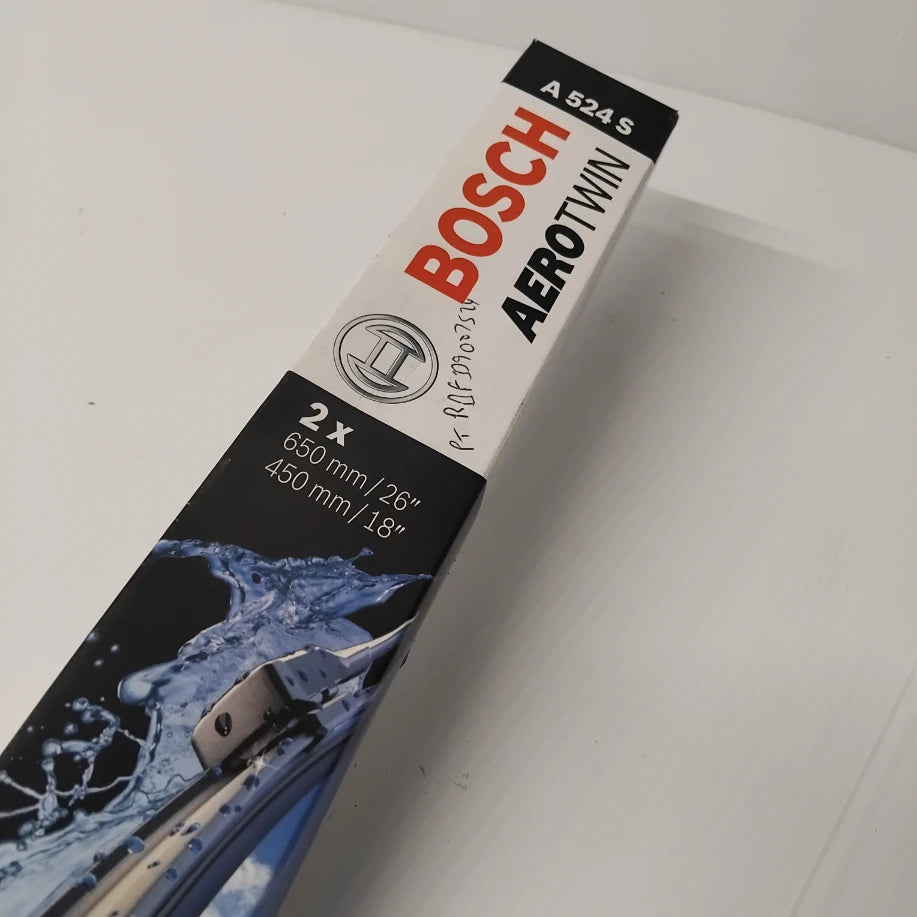 A 524 S
BOSCH
AEROTWIN
2 x
650 mm/26"
450 mm/18"